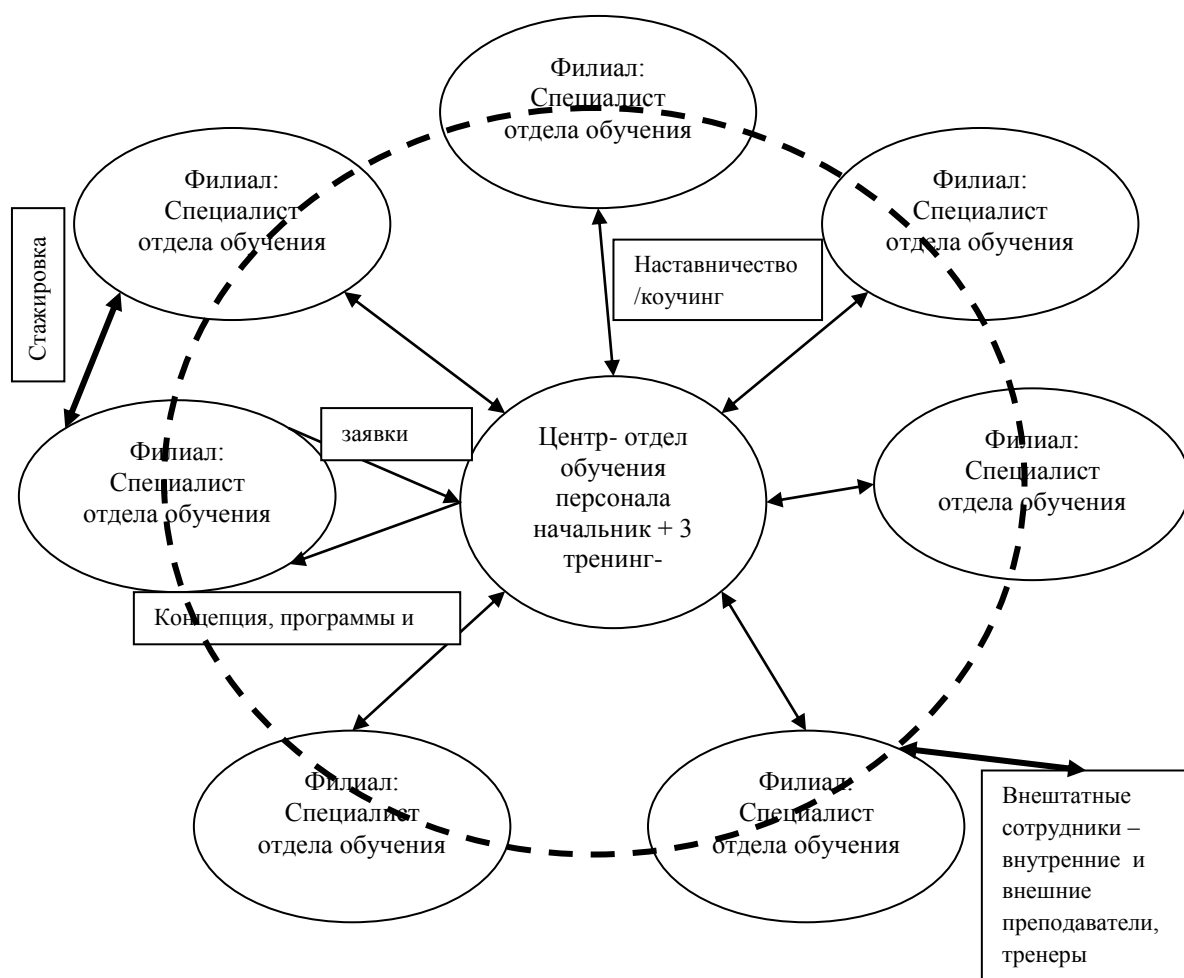 Филиал:
Специалист
отдела обучения
Филиал:
Специалист
отдела обучения
Филиал:
Специалист
отдела обучения
Стажировка
Наставничество
/коучинг
заявки
Филиал:
Специалист
отдела обучения
Центр- отдел
обучения
персонала
начальник + 3
тренинг-
Филиал:
Специалист
отдела обучения
Концепция, программы и
Филиал:
Специалист
отдела обучения
Филиал:
Специалист
отдела обучения
Внештатные
сотрудники –
внутренние и
внешние
преподаватели,
тренеры